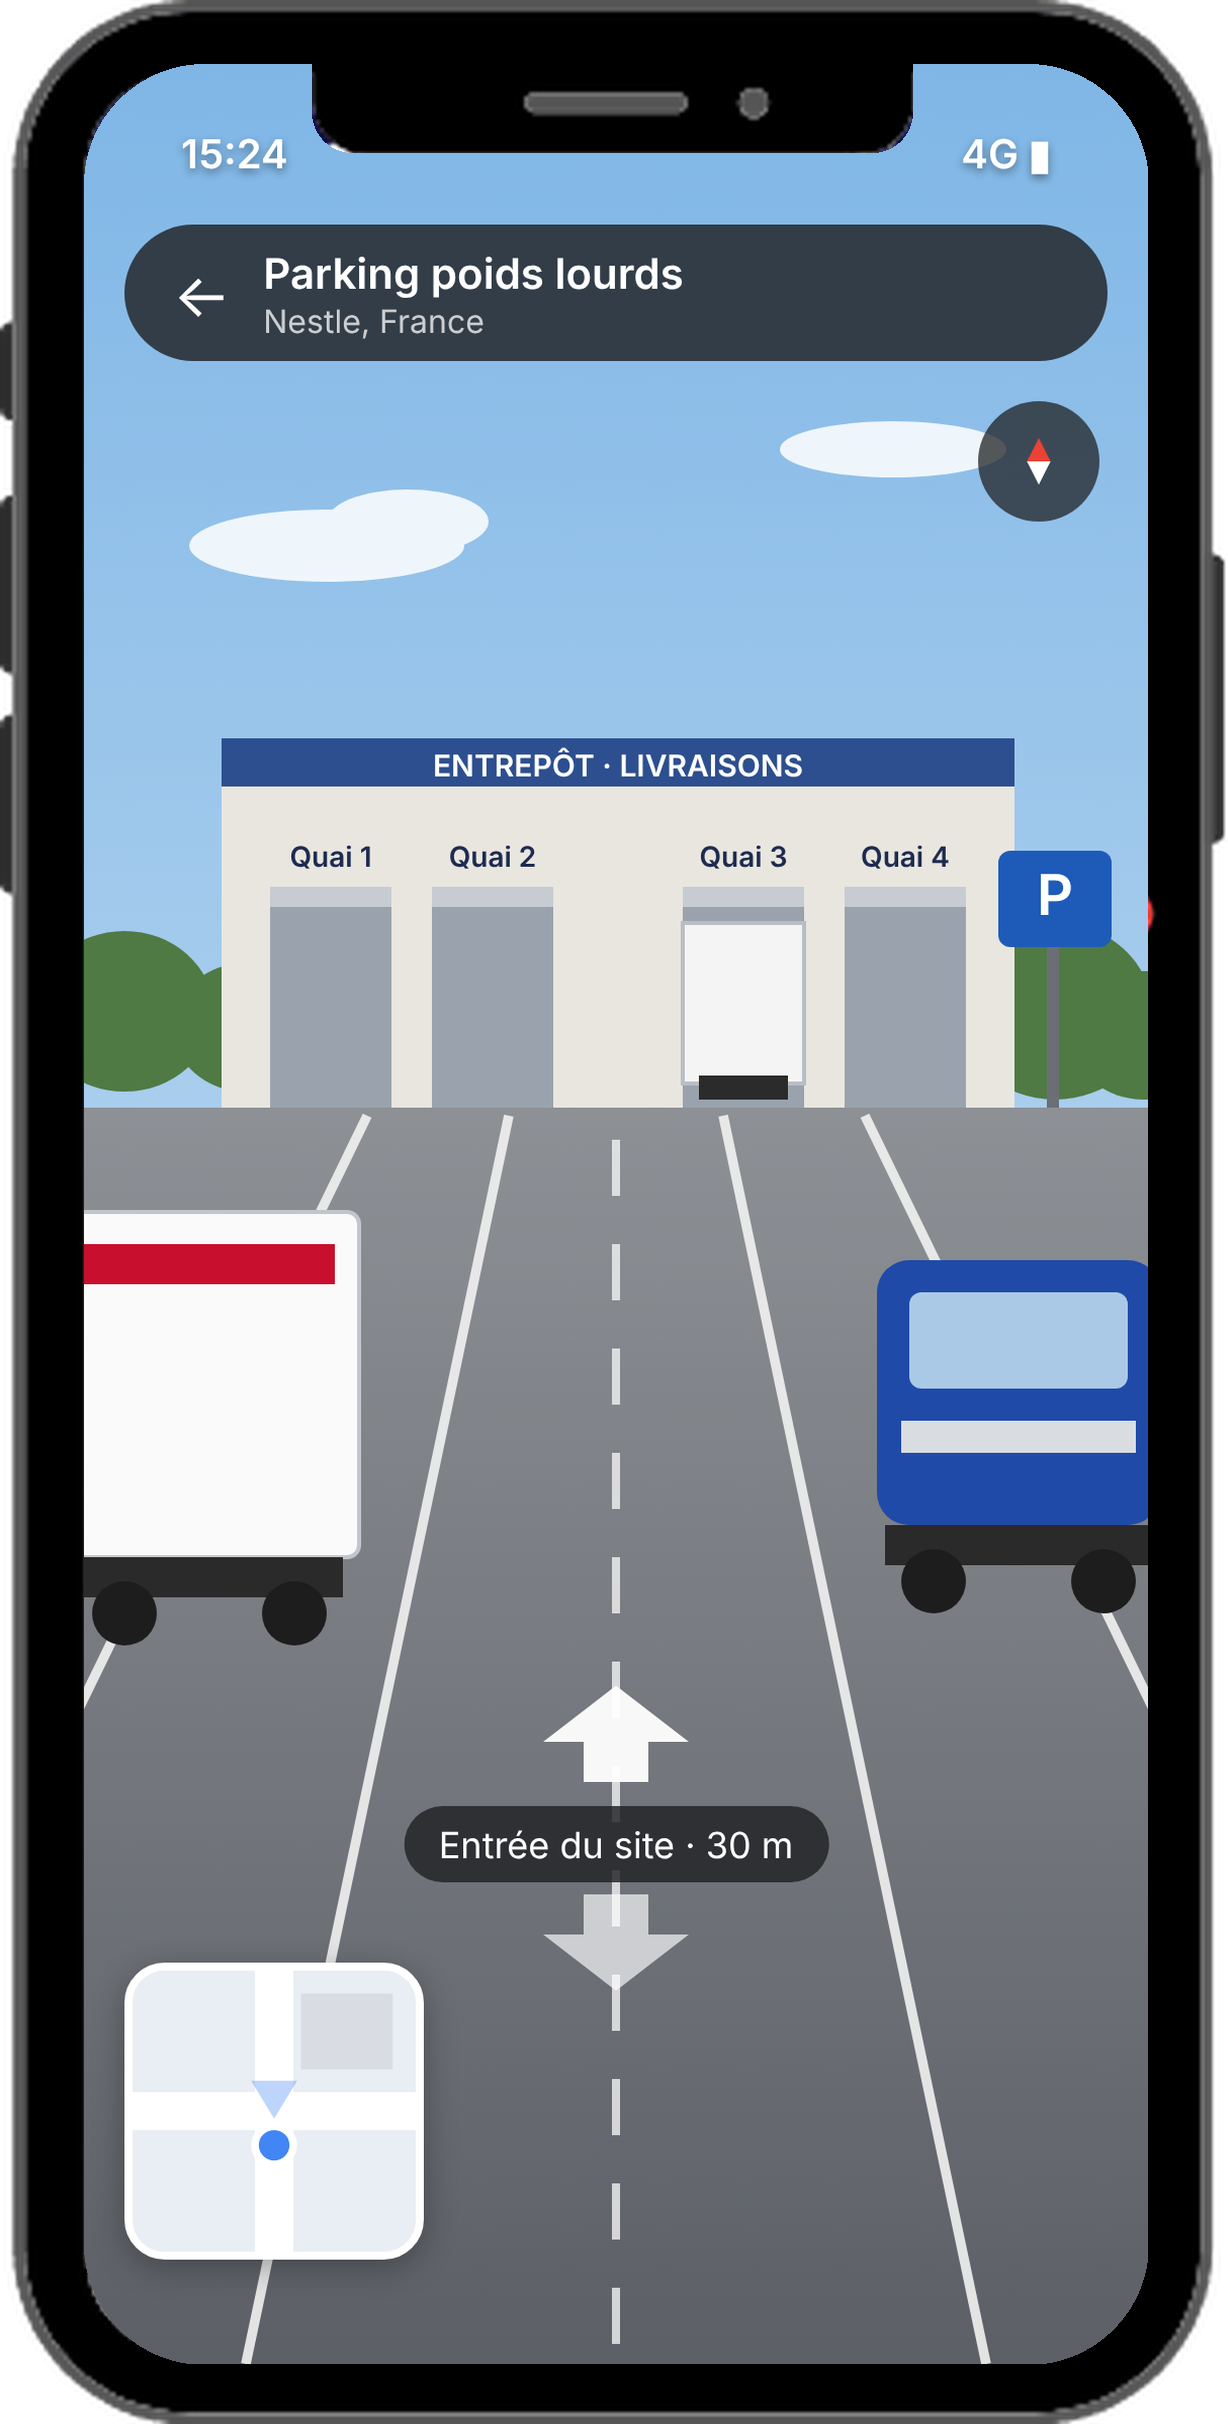 15:24
4G
Parking poids lourds
Nestle, France
ENTREPÔT · LIVRAISONS
Quai 1 Quai 2 Quai 3 Quai 4
P
Entrée du site · 30 m